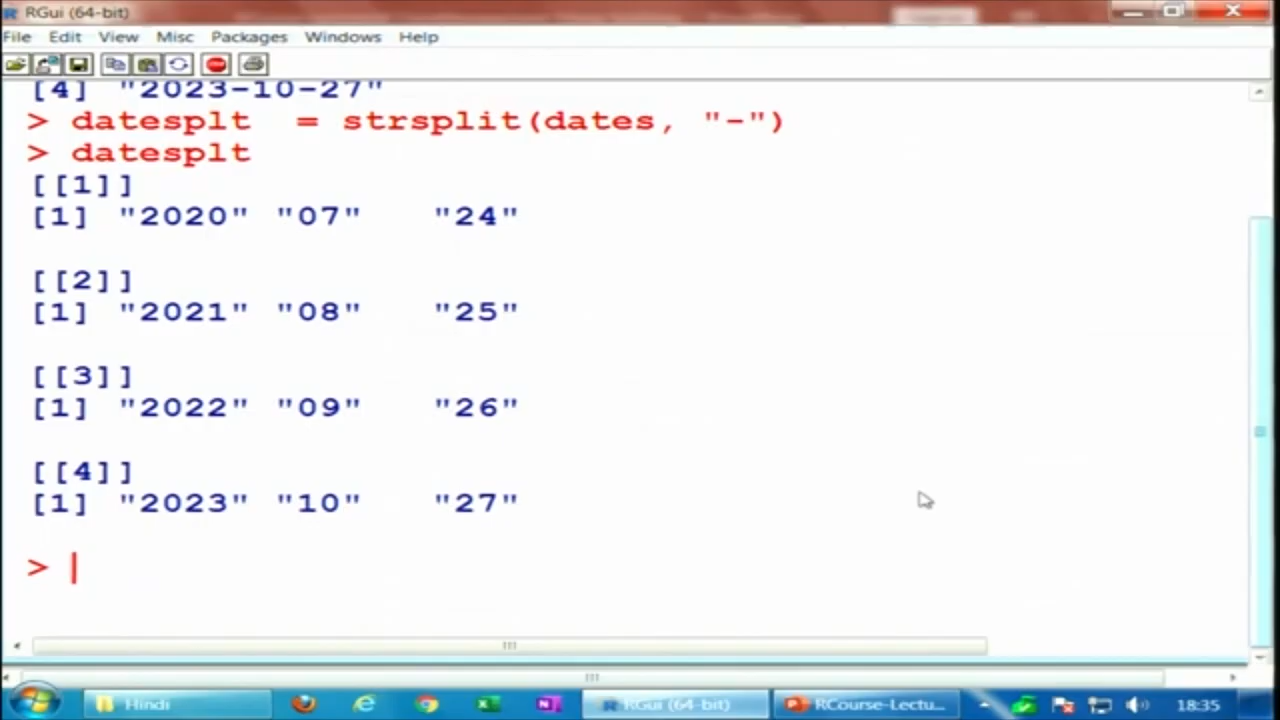 RGui (64-bit)
File Edit View Misc Packages Windows Help
STOP
[4] "2023-10-27"
> datesplt = strsplit(dates, "-")
> datesplt
[[1]]
[1] "2020" "07" "24"
[[2]]
[1] "2021" "08" "25"
[[3]]
[1] "2022" "09" "26"
[[4]]
[1] "2023" "10" "27"
>
Hindi RGui (64-bit) RCourse-Lectu... 18:35